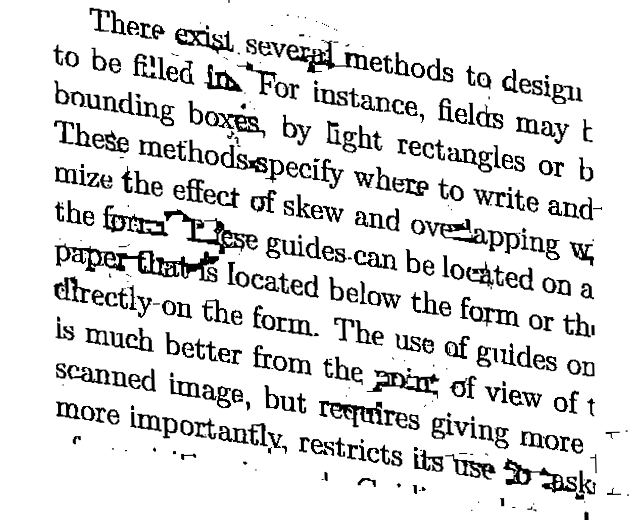 There exist several methods to design
to be filled in. For instance, fields may b
bounding boxes, by light rectangles or b
These methods specify where to write and
mize the effect of skew and overlapping wi
the form. These guides can be located on a
paper that is located below the form or the
directly on the form. The use of guides on
is much better from the point of view of t
scanned image, but requires giving more
more importantly, restricts its use to task